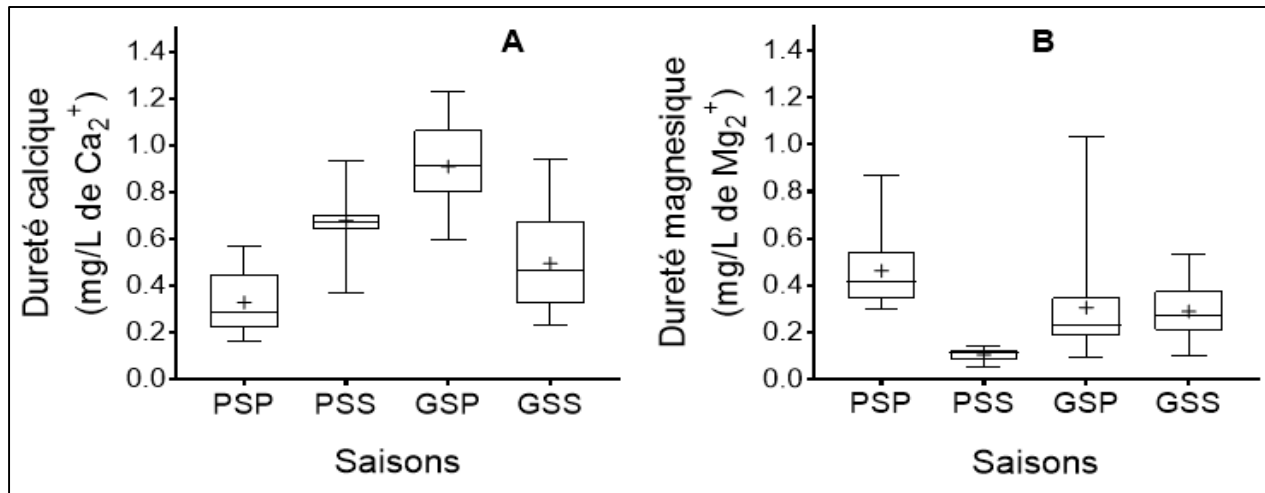 A
Dureté calcique
(mg/L de Ca₂⁺)
1.4
1.2
1.0
0.8
0.6
0.4
0.2
0.0
PSP PSS GSP GSS
Saisons
B
Dureté magnesique
(mg/L de Mg₂⁺)
1.4
1.2
1.0
0.8
0.6
0.4
0.2
0.0
PSP PSS GSP GSS
Saisons